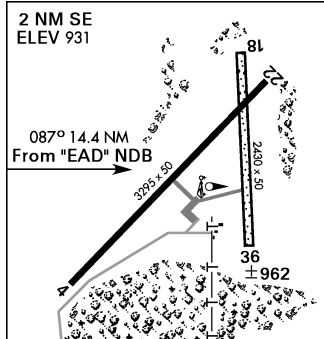 2 NM SE
ELEV 931
18
22
087° 14.4 NM
From "EAD" NDB
3295 x 50
2430 x 50
36
±962
4